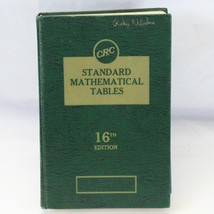 CRC
STANDARD
MATHEMATICAL
TABLES
16TH
EDITION